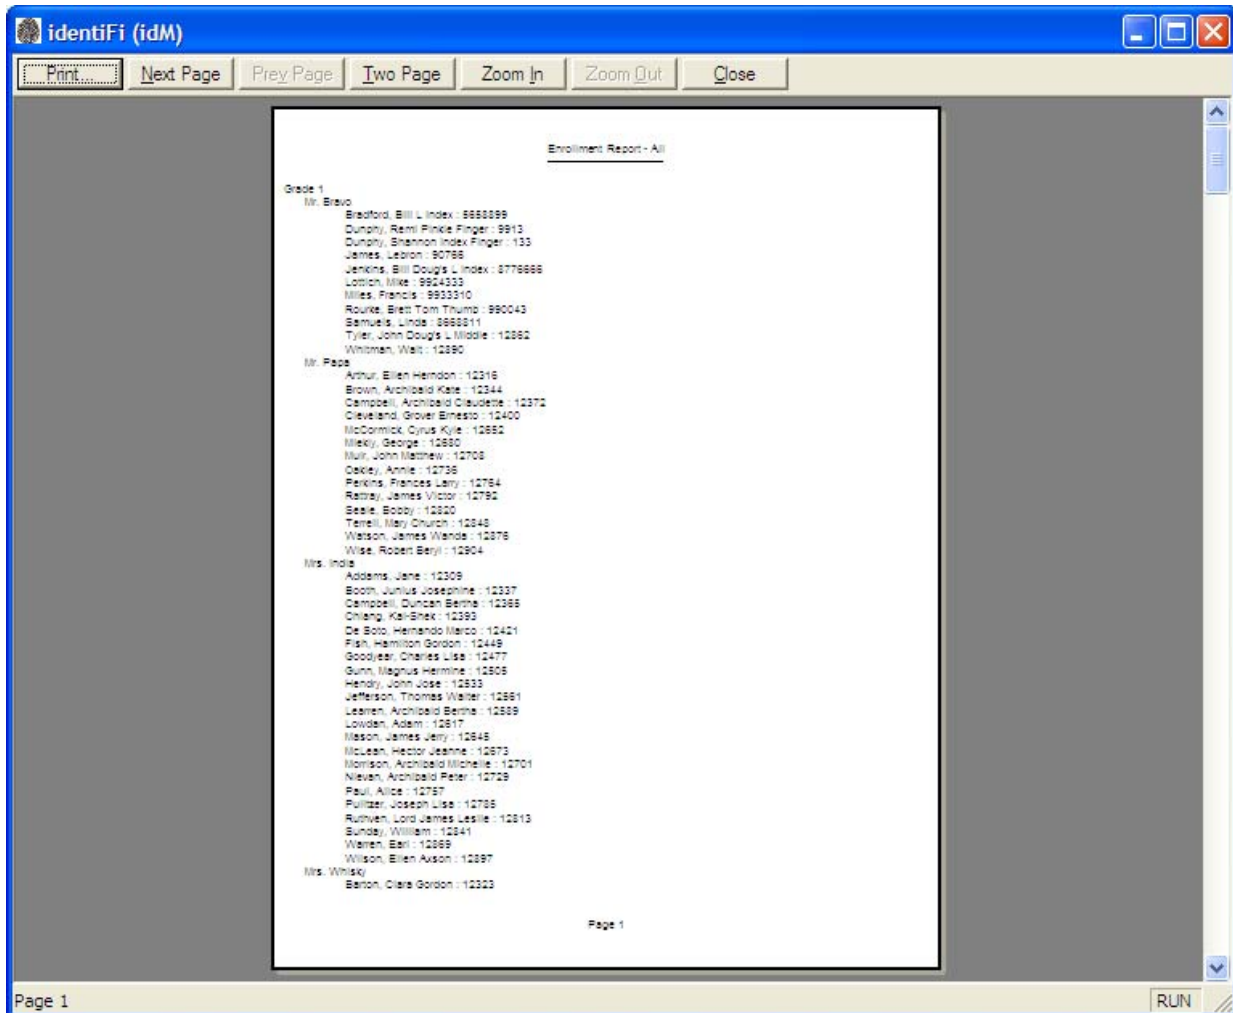 identiFi (idM)
Print... Next Page Prev Page Two Page Zoom In Zoom Out Close
Enrollment Report - All
Grade 1
Mr. Bravo
Bradford, Bill L Index : 5658899
Dunphy, Remi Pinkie Finger : 9913
Dunphy, Shannon Index Finger : 133
James, Lebron : 90766
Jenkins, Bill Doug's L Index : 8776666
Lottich, Mike : 9924333
Miles, Francis : 9933310
Rourke, Brett Tom Thumb : 990043
Samuels, Linda : 8668811
Tyler, John Doug's L Middle : 12862
Whitman, Walt : 12890
Mr. Papa
Arthur, Ellen Herndon : 12316
Brown, Archibald Kate : 12344
Campbell, Archibald Claudette : 12372
Cleveland, Grover Ernesto : 12400
McCormick, Cyrus Kyle : 12652
Miekly, George : 12680
Muir, John Matthew : 12708
Oakley, Annie : 12736
Perkins, Frances Larry : 12764
Rattray, James Victor : 12792
Seale, Bobby : 12820
Terrell, Mary Church : 12848
Watson, James Wanda : 12876
Wise, Robert Beryl : 12904
Mrs. India
Addams, Jane : 12309
Booth, Junius Josephine : 12337
Campbell, Duncan Bertha : 12365
Chiang, Kai-Shek : 12393
De Soto, Hernando Marco : 12421
Fish, Hamilton Gordon : 12449
Goodyear, Charles Lisa : 12477
Gunn, Magnus Hermine : 12505
Hendry, John Jose : 12533
Jefferson, Thomas Walter : 12561
Learren, Archibald Bertha : 12589
Lowdan, Adam : 12617
Mason, James Jerry : 12645
McLean, Hector Jeanne : 12673
Morrison, Archibald Michelle : 12701
Nievan, Archibald Peter : 12729
Paul, Alice : 12757
Pulitzer, Joseph Lisa : 12785
Ruthven, Lord James Leslie : 12813
Sunday, William : 12841
Warren, Earl : 12869
Wilson, Ellen Axson : 12897
Mrs. Whisky
Barton, Clara Gordon : 12323
Page 1
Page 1 RUN